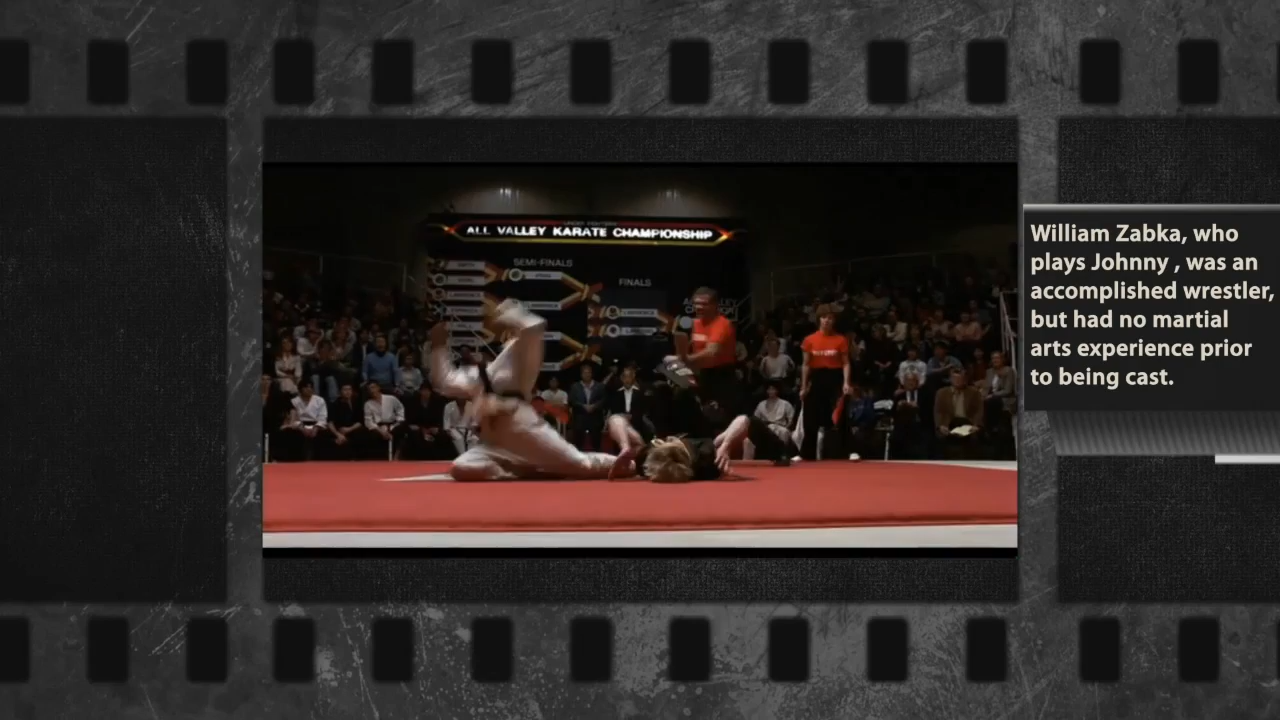 ALL VALLEY KARATE CHAMPIONSHIP
SEMI-FINALS
FINALS
William Zabka, who
plays Johnny , was an
accomplished wrestler,
but had no martial
arts experience prior
to being cast.